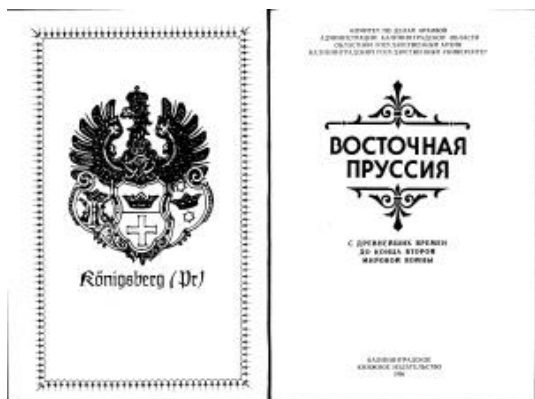 Königsberg (Pr)
КОМИТЕТ ПО ДЕЛАМ АРХИВОВ
АДМИНИСТРАЦИИ КАЛИНИНГРАДСКОЙ ОБЛАСТИ
ОБЛАСТНОЙ ГОСУДАРСТВЕННЫЙ АРХИВ
КАЛИНИНГРАДСКИЙ ГОСУДАРСТВЕННЫЙ УНИВЕРСИТЕТ
ВОСТОЧНАЯ
ПРУССИЯ
С ДРЕВНЕЙШИХ ВРЕМЕН
ДО КОНЦА ВТОРОЙ
МИРОВОЙ ВОЙНЫ
КАЛИНИНГРАДСКОЕ
КНИЖНОЕ ИЗДАТЕЛЬСТВО
1996